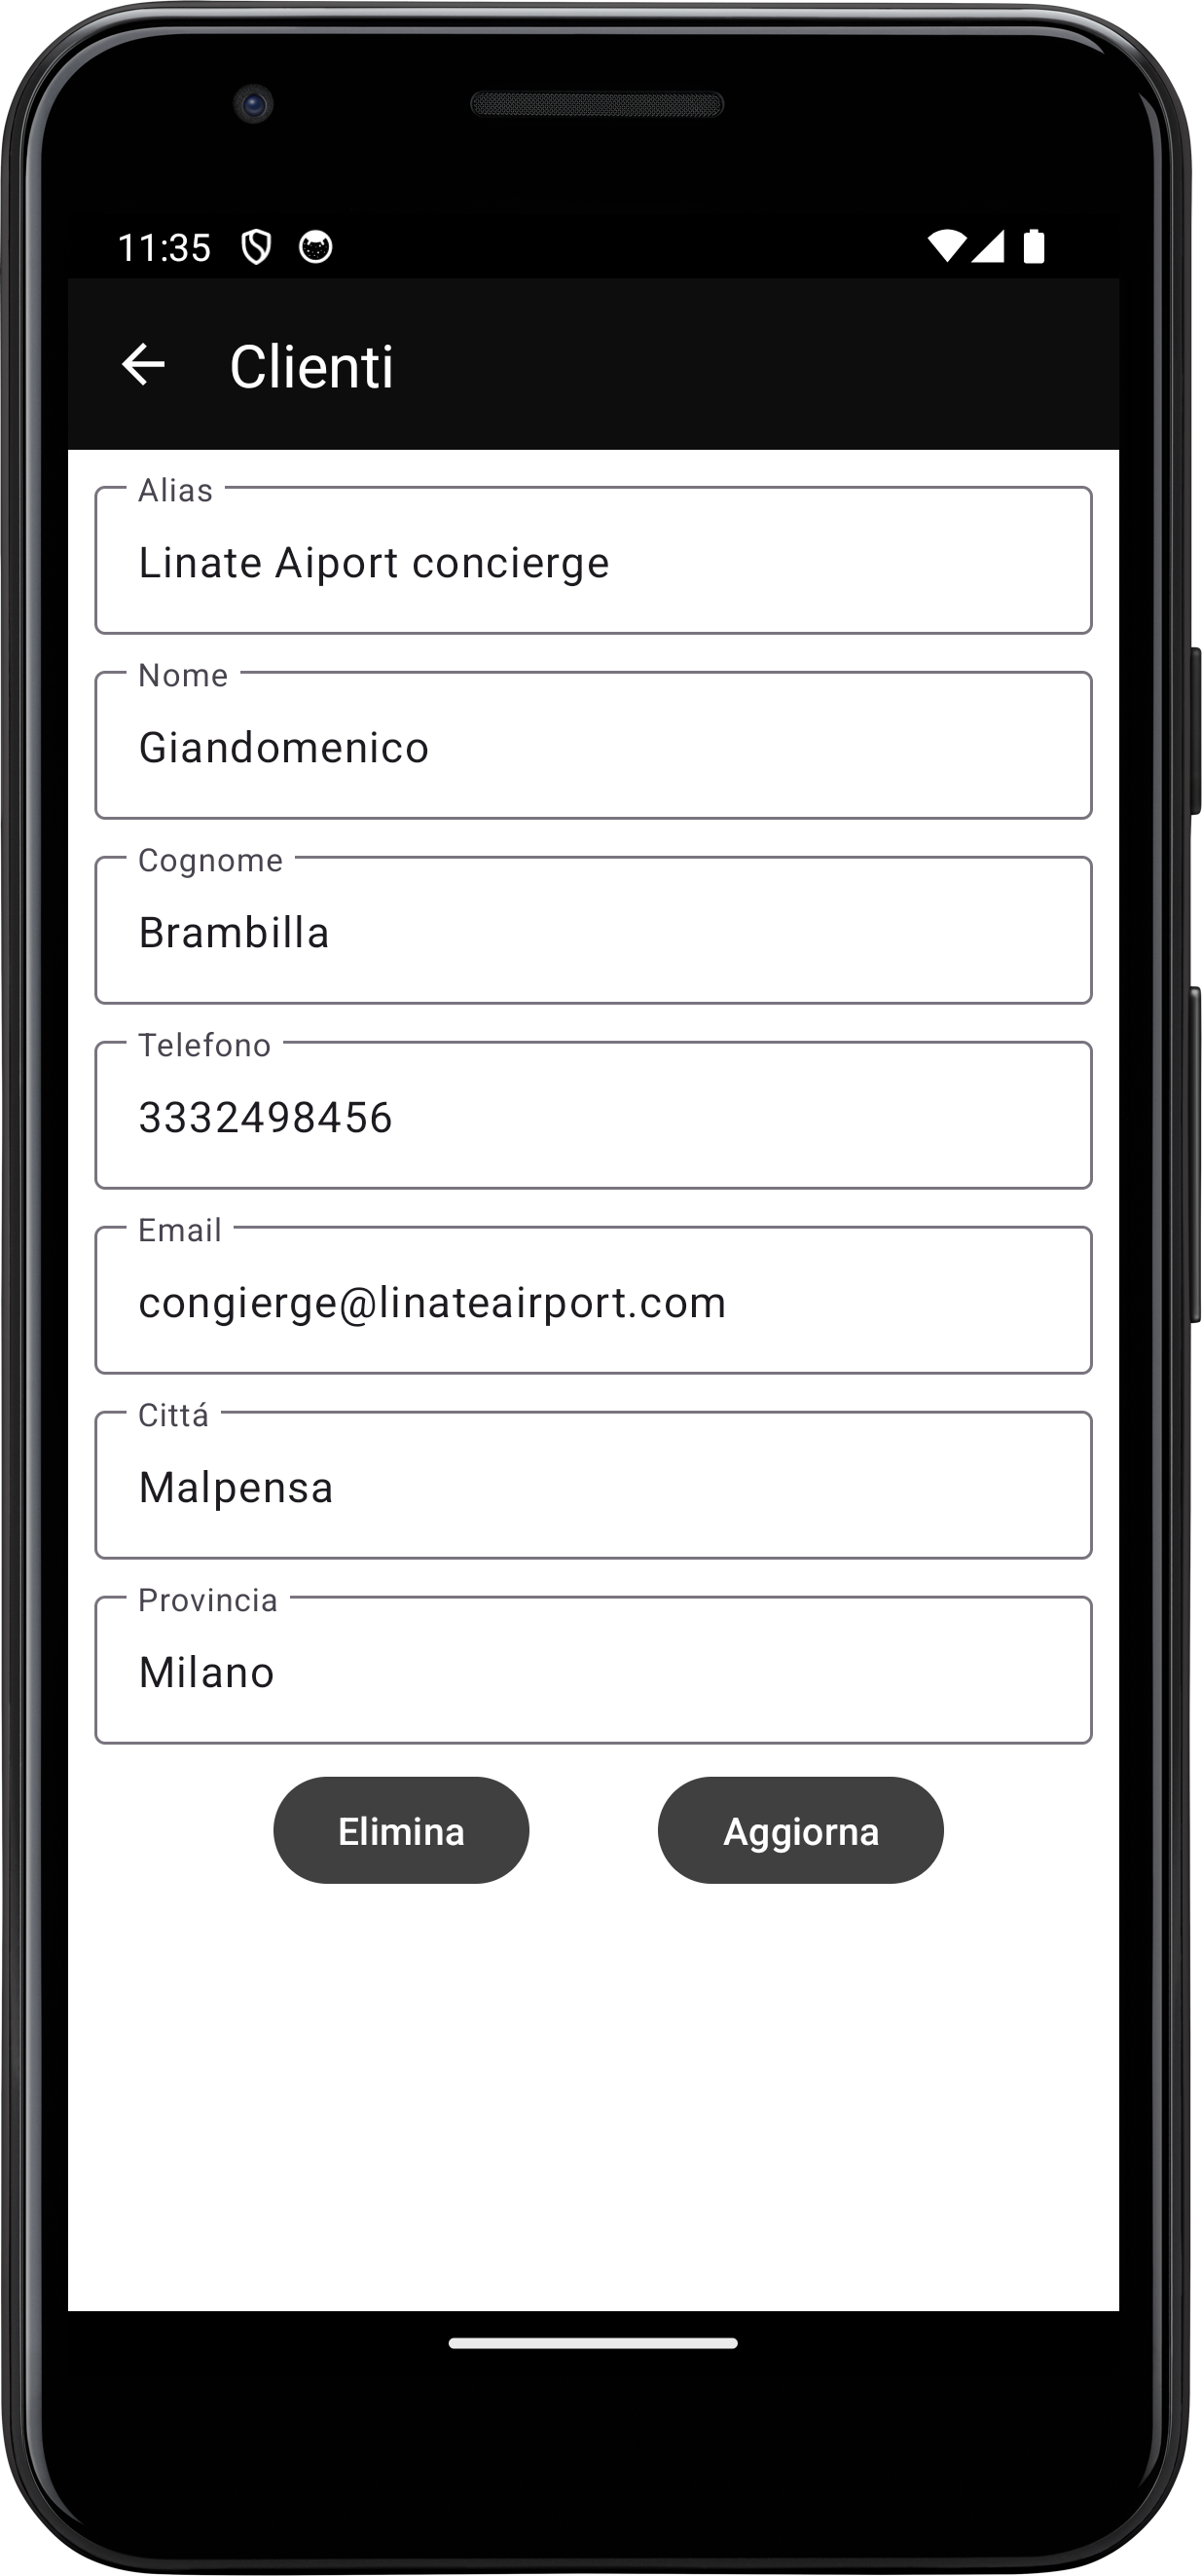 11:35
Clienti
Alias
Linate Aiport concierge
Nome
Giandomenico
Cognome
Brambilla
Telefono
3332498456
Email
congierge@linateairport.com
Cittá
Malpensa
Provincia
Milano
Elimina Aggiorna